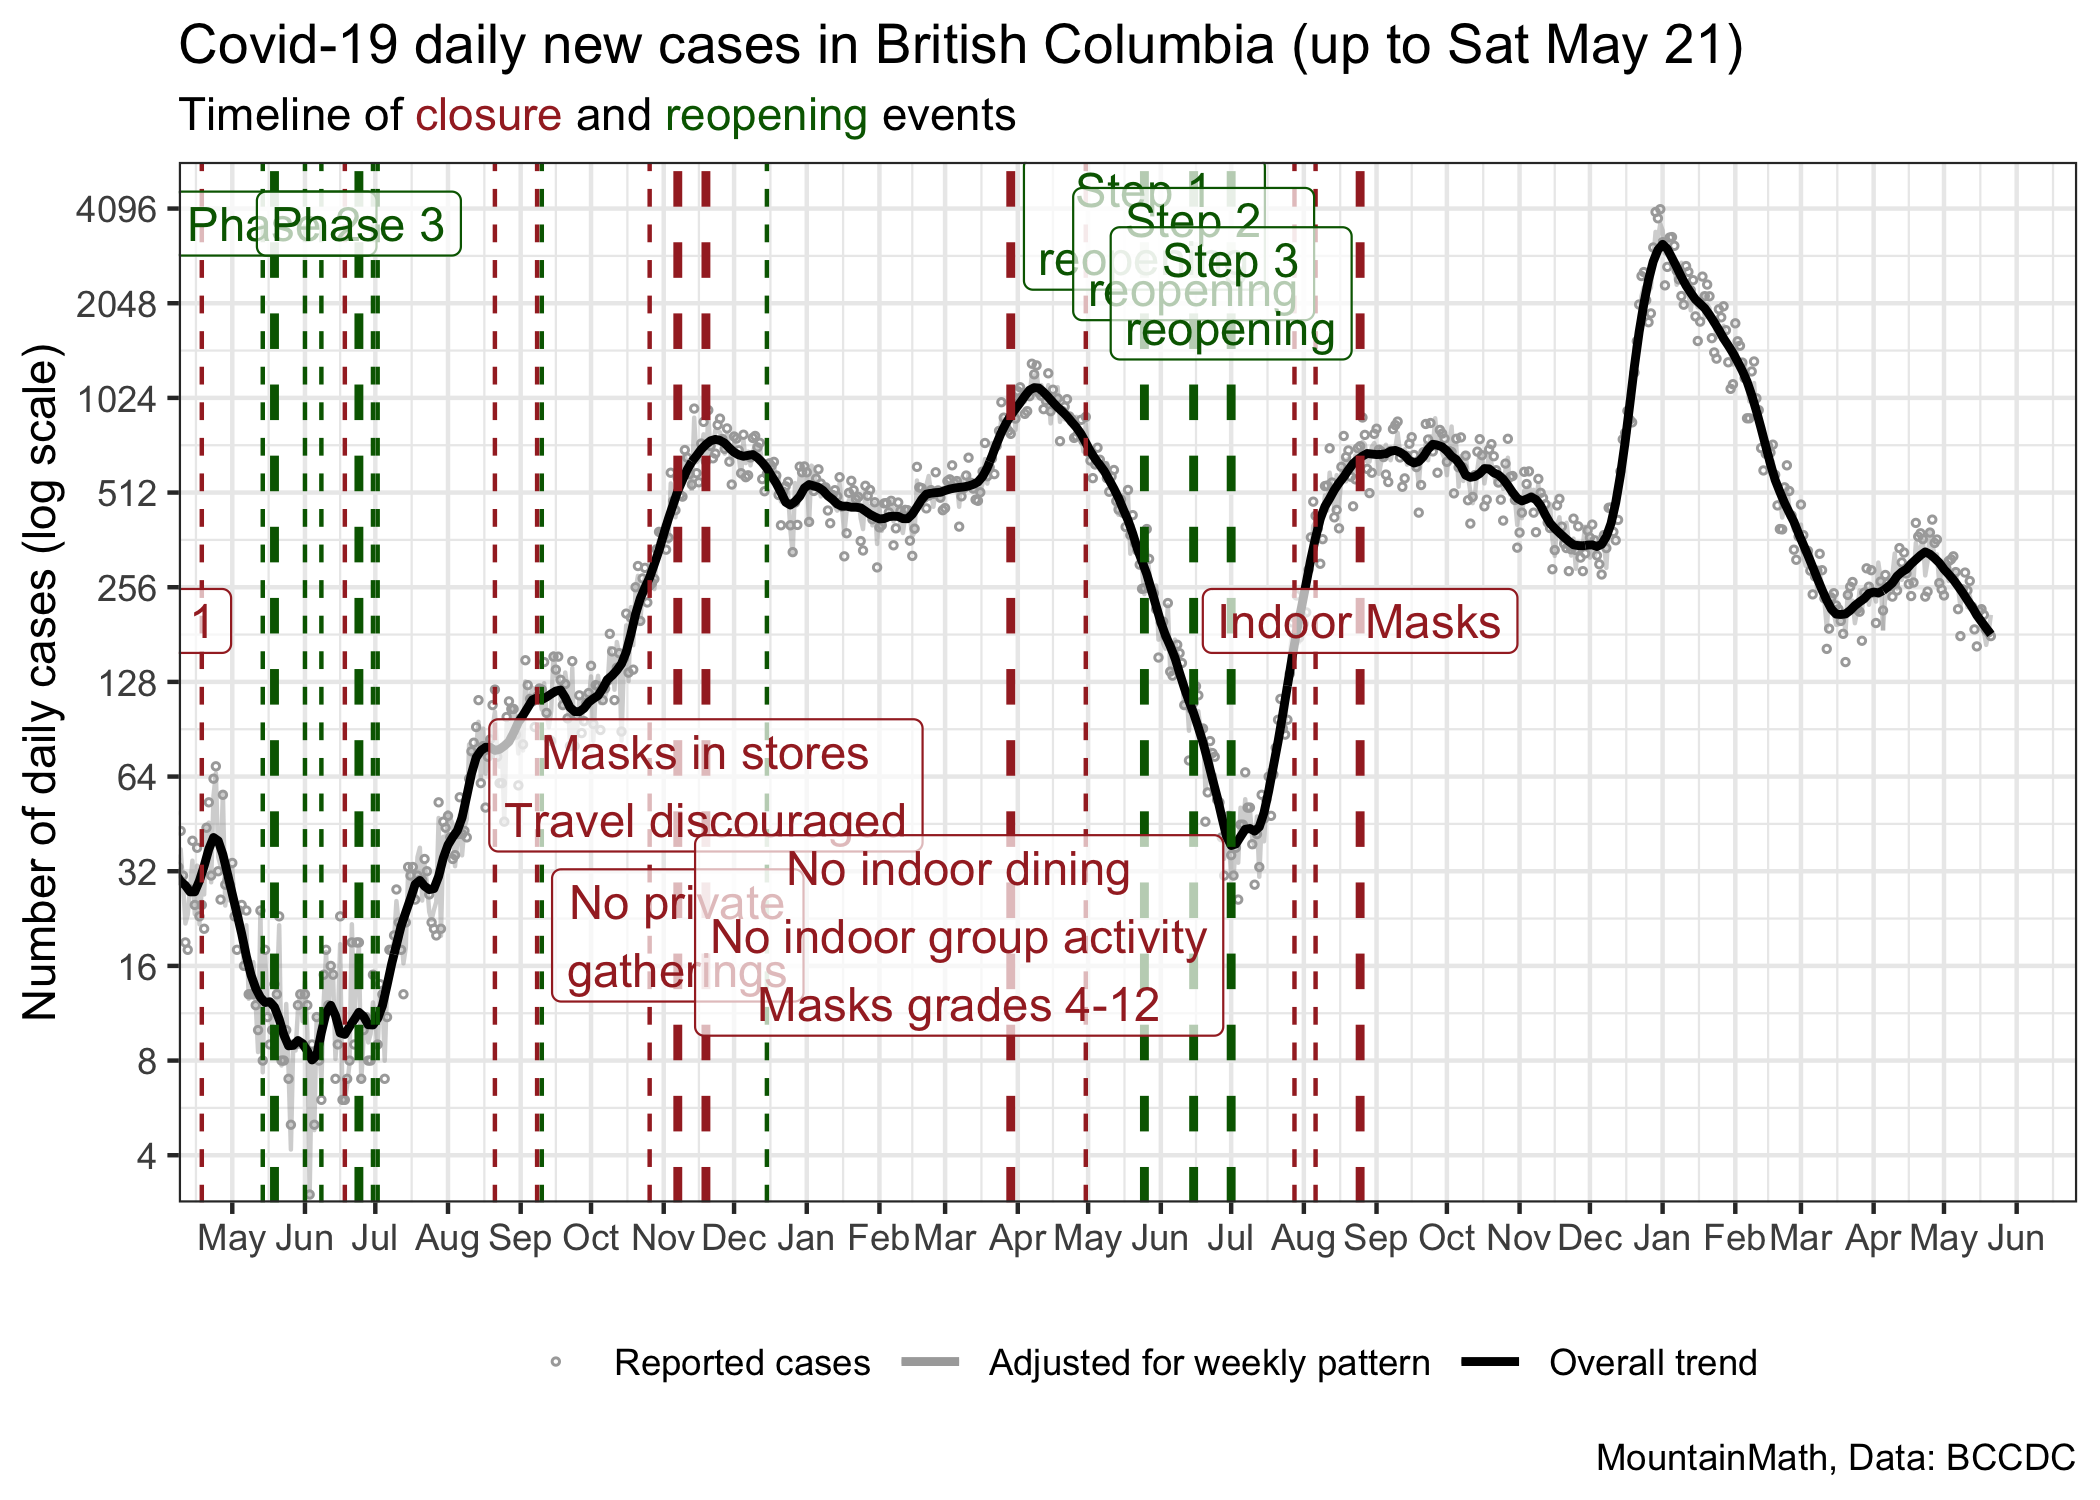 Covid-19 daily new cases in British Columbia (up to Sat May 21)
Timeline of closure and reopening events
Number of daily cases (log scale)
4096
2048
1024
512
256
128
64
32
16
8
4
Phase 3
Step 1
Step 2
reopening
Step 3
reopening
1
Indoor Masks
Masks in stores
Travel discouraged
No private
gatherings
No indoor dining
No indoor group activity
Masks grades 4-12
May Jun Jul Aug Sep Oct Nov Dec Jan Feb Mar Apr May Jun Jul Aug Sep Oct Nov Dec Jan Feb Mar Apr May Jun
Reported cases Adjusted for weekly pattern Overall trend
MountainMath, Data: BCCDC